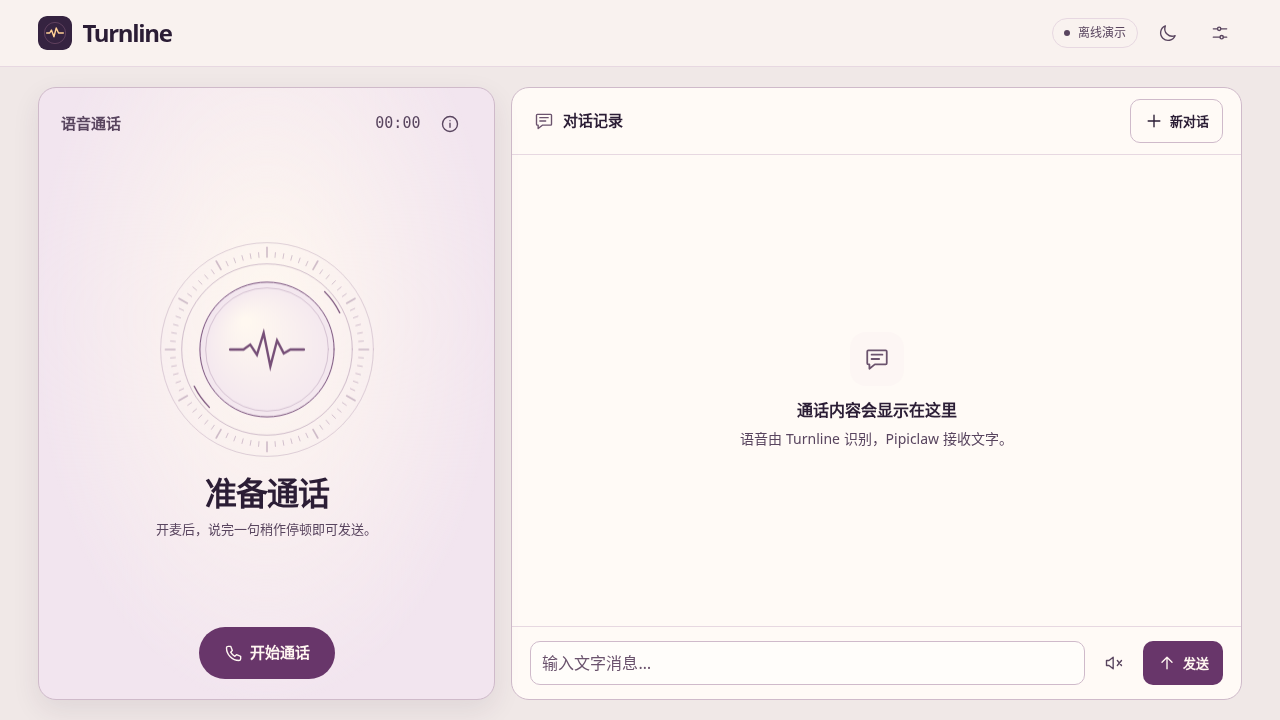 Turnline
离线演示
语音通话
00:00
准备通话
开麦后，说完一句稍作停顿即可发送。
开始通话
对话记录
新对话
通话内容会显示在这里
语音由 Turnline 识别，Pipiclaw 接收文字。
输入文字消息...
发送